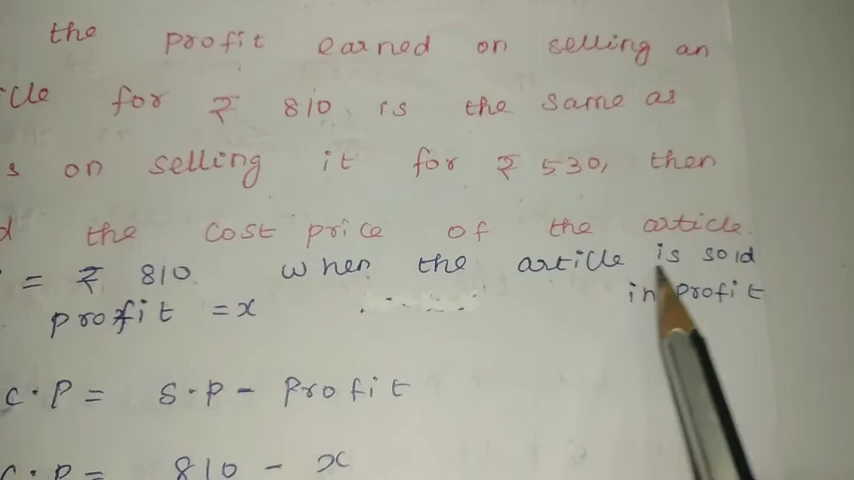 the profit earned on selling an
icle for ₹ 810 is the same as
s on selling it for ₹ 530, then
d the cost price of the article.
= ₹ 810 when the article is sold
in profit
profit = x
C.P = S.P - Profit
C.P = 810 - x